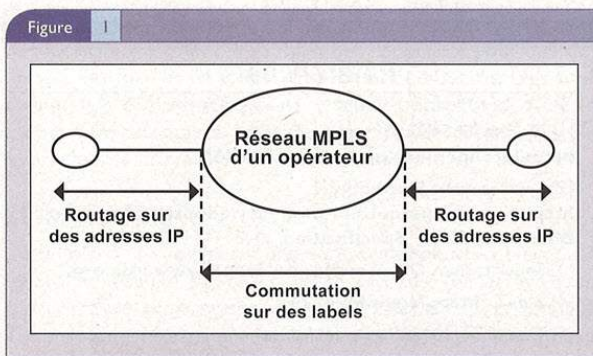 Figure 1
Réseau MPLS
d'un opérateur
Routage sur
des adresses IP
Routage sur
des adresses IP
Commutation
sur des labels